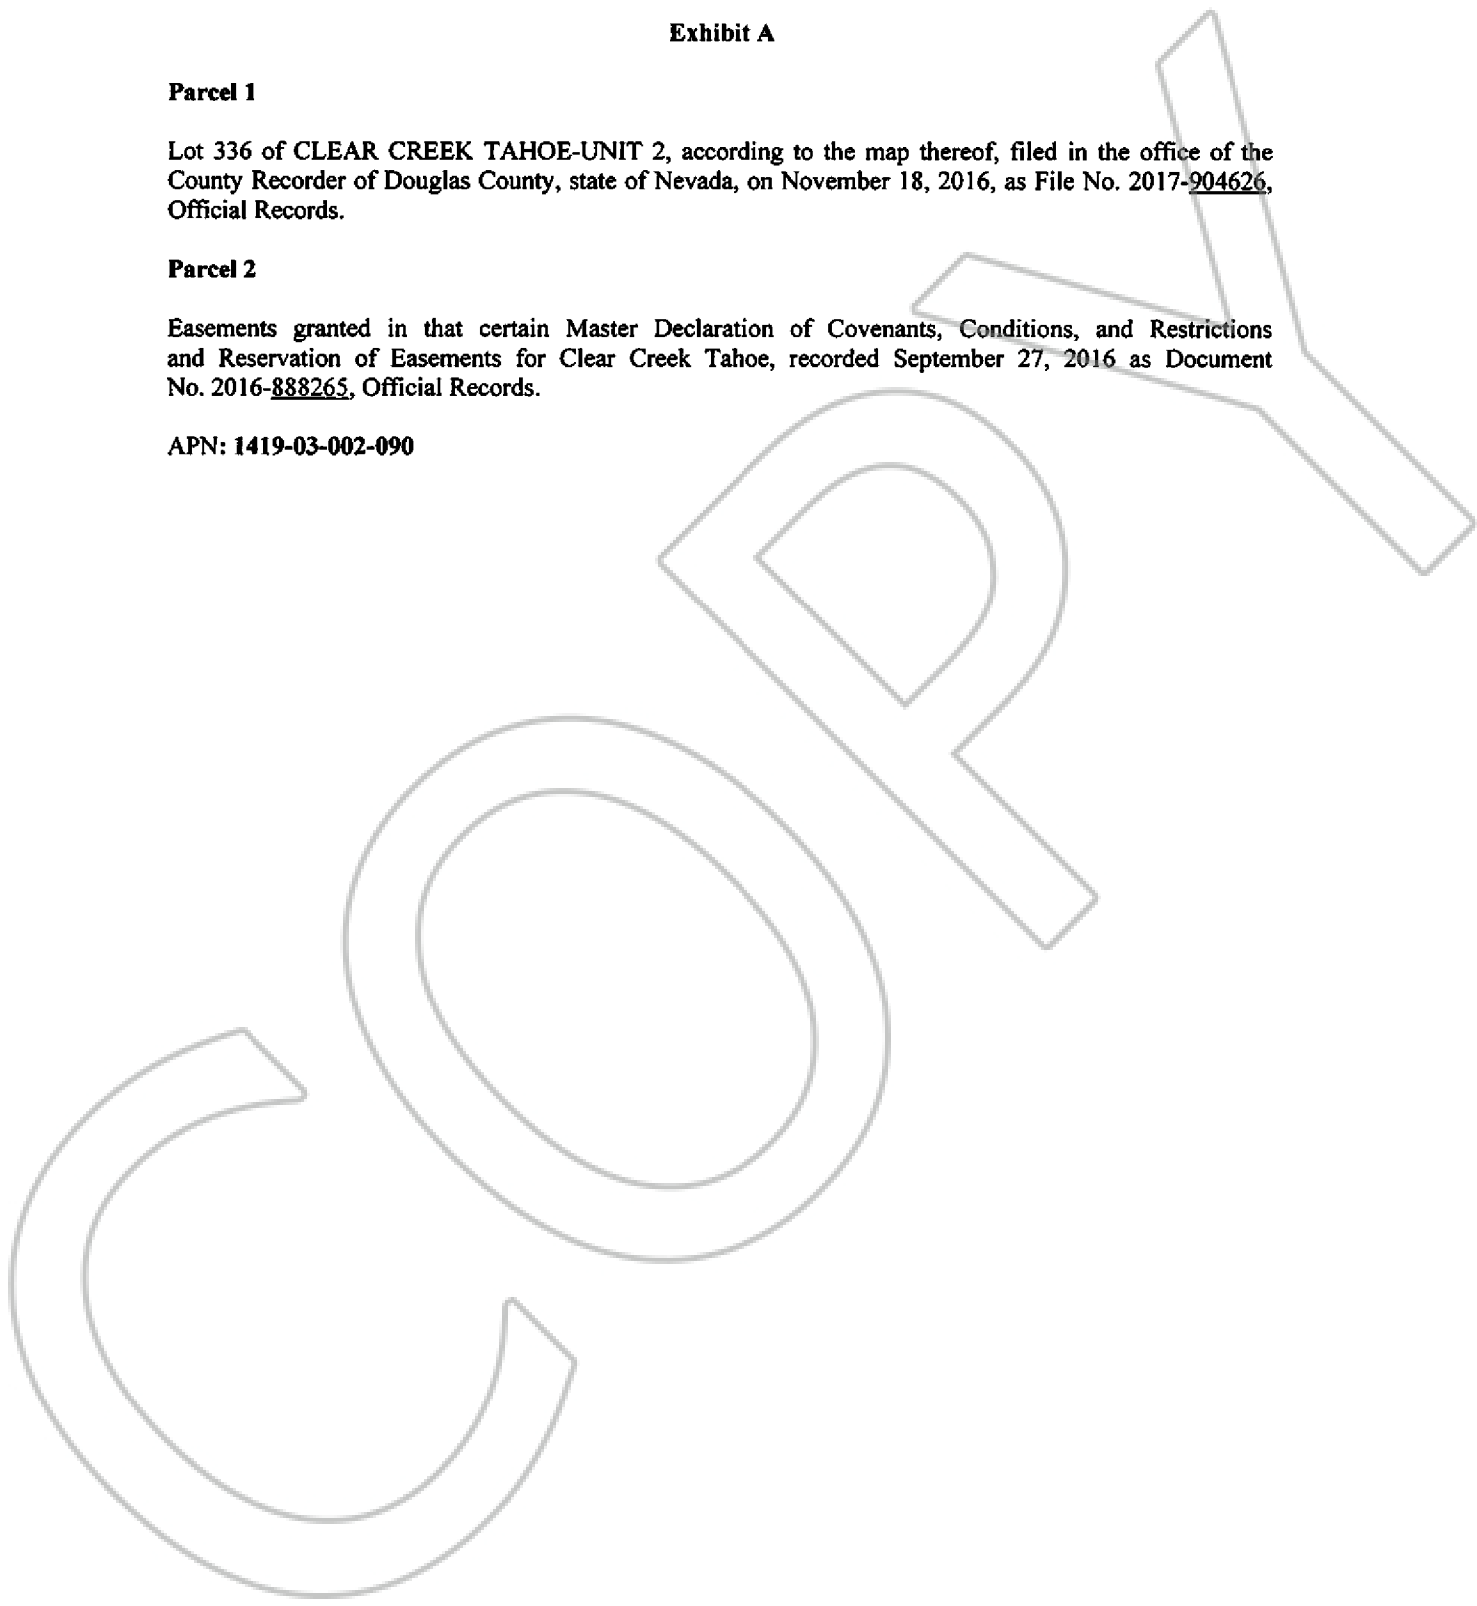 Exhibit A
Parcel 1
Lot 336 of CLEAR CREEK TAHOE-UNIT 2, according to the map thereof, filed in the office of the
County Recorder of Douglas County, state of Nevada, on November 18, 2016, as File No. 2017-904626,
Official Records.
Parcel 2
Easements granted in that certain Master Declaration of Covenants, Conditions, and Restrictions
and Reservation of Easements for Clear Creek Tahoe, recorded September 27, 2016 as Document
No. 2016-888265, Official Records.
APN: 1419-03-002-090
COPY